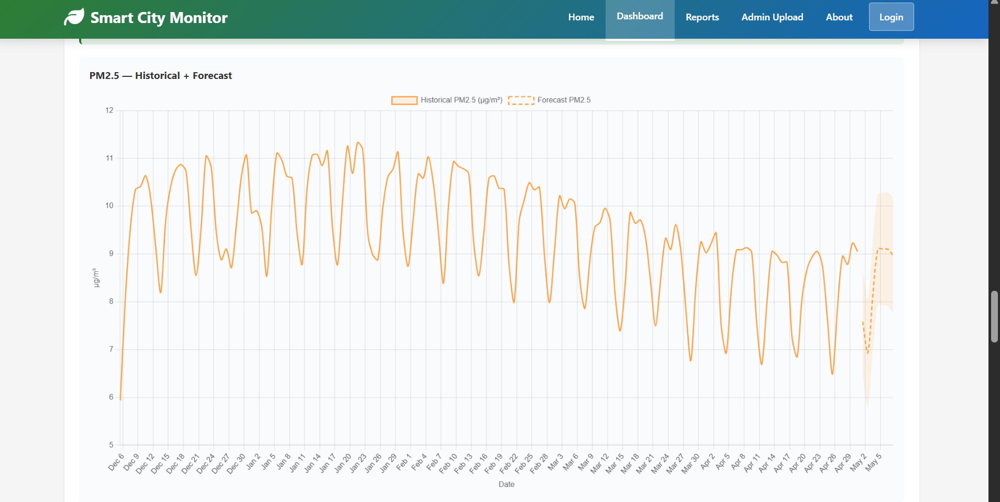 Smart City Monitor
Home
Dashboard
Reports
Admin Upload
About
Login
PM2.5 — Historical + Forecast
Historical PM2.5 (µg/m³)
Forecast PM2.5
12
11
10
9
8
7
6
5
µg/m³
Dec 6
Dec 9
Dec 12
Dec 15
Dec 18
Dec 21
Dec 24
Dec 27
Dec 30
Jan 2
Jan 5
Jan 8
Jan 11
Jan 14
Jan 17
Jan 20
Jan 23
Jan 26
Jan 29
Feb 1
Feb 4
Feb 7
Feb 10
Feb 13
Feb 16
Feb 19
Feb 22
Feb 25
Feb 28
Mar 3
Mar 6
Mar 9
Mar 12
Mar 15
Mar 18
Mar 21
Mar 24
Mar 27
Mar 30
Apr 2
Apr 5
Apr 8
Apr 11
Apr 14
Apr 17
Apr 20
Apr 23
Apr 26
Apr 29
May 2
May 5
Date